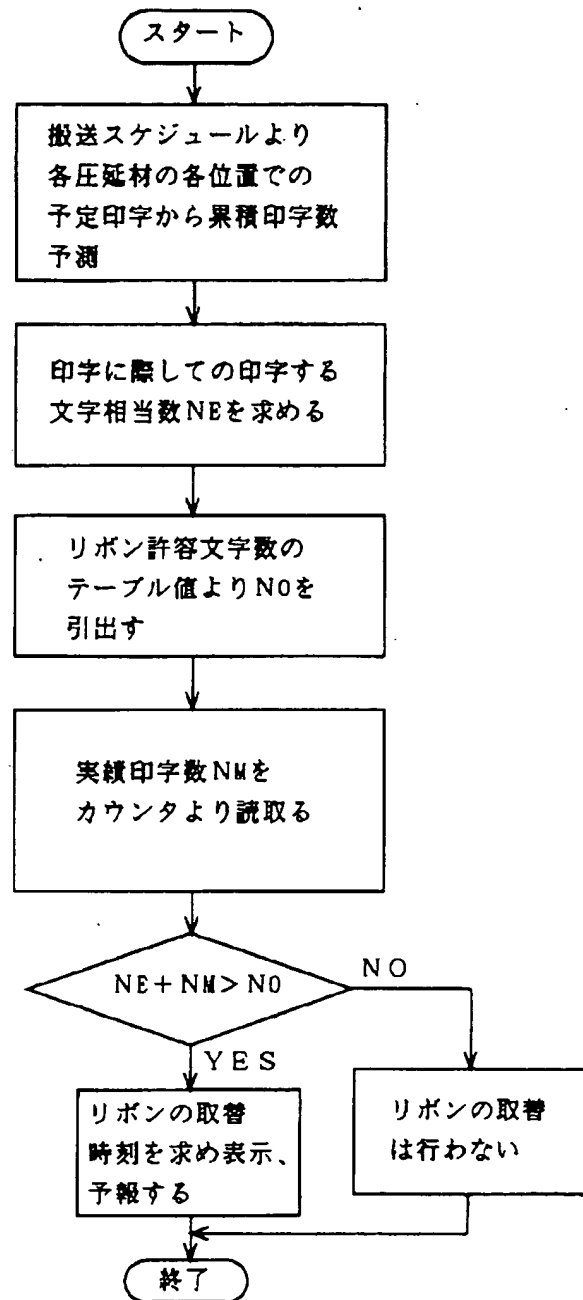 スタート
搬送スケジュールより
各圧延材の各位置での
予定印字から累積印字数
予測
印字に際しての印字する
文字相当数NEを求める
リボン許容文字数の
テーブル値よりN0を
引出す
実績印字数NMを
カウンタより読取る
NE+NM>N0
NO
YES
リボンの取替
時刻を求め表示、
予報する
リボンの取替
は行わない
終了